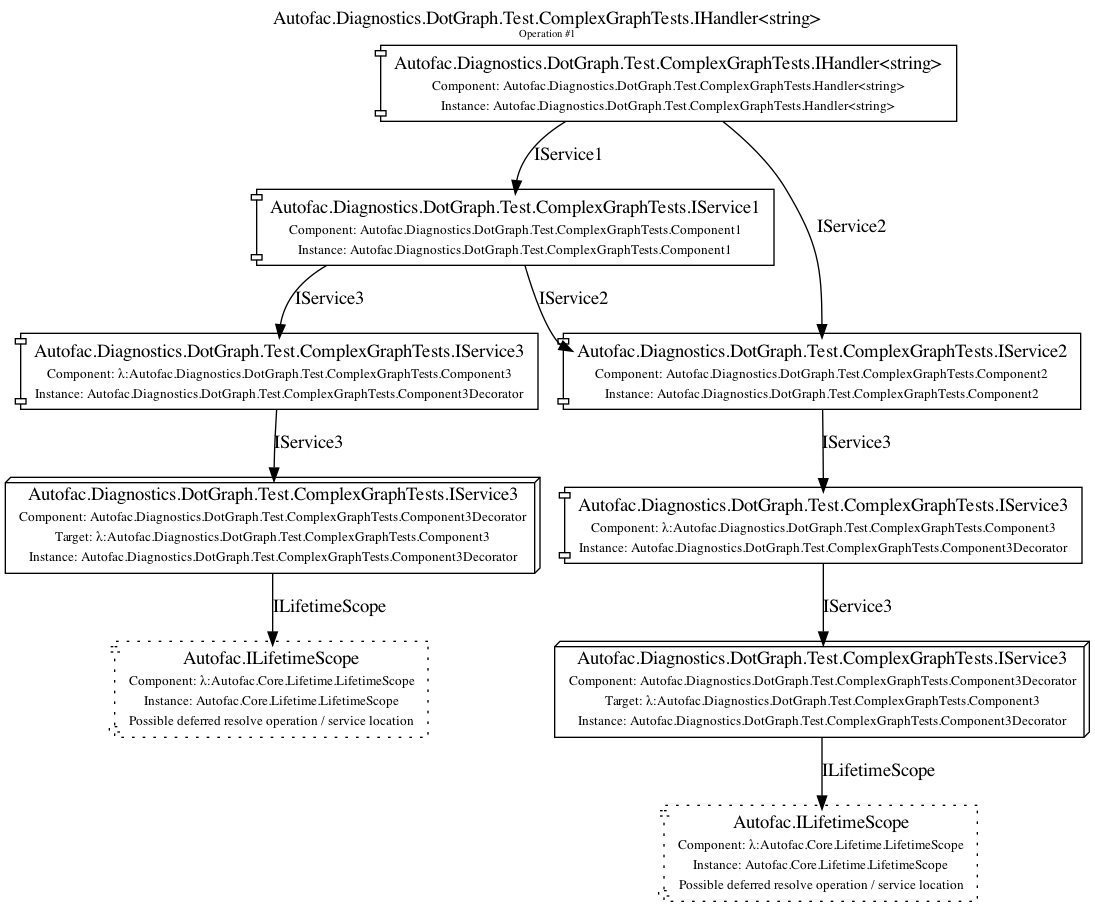 Autofac.Diagnostics.DotGraph.Test.ComplexGraphTests.IHandler<string>
Operation #1
Autofac.Diagnostics.DotGraph.Test.ComplexGraphTests.IHandler<string>
Component: Autofac.Diagnostics.DotGraph.Test.ComplexGraphTests.Handler<string>
Instance: Autofac.Diagnostics.DotGraph.Test.ComplexGraphTests.Handler<string>
IService1
IService2
Autofac.Diagnostics.DotGraph.Test.ComplexGraphTests.IService1
Component: Autofac.Diagnostics.DotGraph.Test.ComplexGraphTests.Component1
Instance: Autofac.Diagnostics.DotGraph.Test.ComplexGraphTests.Component1
IService3
IService2
Autofac.Diagnostics.DotGraph.Test.ComplexGraphTests.IService3
Component: λ:Autofac.Diagnostics.DotGraph.Test.ComplexGraphTests.Component3
Instance: Autofac.Diagnostics.DotGraph.Test.ComplexGraphTests.Component3Decorator
Autofac.Diagnostics.DotGraph.Test.ComplexGraphTests.IService2
Component: Autofac.Diagnostics.DotGraph.Test.ComplexGraphTests.Component2
Instance: Autofac.Diagnostics.DotGraph.Test.ComplexGraphTests.Component2
IService3
IService3
Autofac.Diagnostics.DotGraph.Test.ComplexGraphTests.IService3
Component: Autofac.Diagnostics.DotGraph.Test.ComplexGraphTests.Component3Decorator
Target: λ:Autofac.Diagnostics.DotGraph.Test.ComplexGraphTests.Component3
Instance: Autofac.Diagnostics.DotGraph.Test.ComplexGraphTests.Component3Decorator
Autofac.Diagnostics.DotGraph.Test.ComplexGraphTests.IService3
Component: λ:Autofac.Diagnostics.DotGraph.Test.ComplexGraphTests.Component3
Instance: Autofac.Diagnostics.DotGraph.Test.ComplexGraphTests.Component3Decorator
ILifetimeScope
IService3
Autofac.ILifetimeScope
Component: λ:Autofac.Core.Lifetime.LifetimeScope
Instance: Autofac.Core.Lifetime.LifetimeScope
Possible deferred resolve operation / service location
Autofac.Diagnostics.DotGraph.Test.ComplexGraphTests.IService3
Component: Autofac.Diagnostics.DotGraph.Test.ComplexGraphTests.Component3Decorator
Target: λ:Autofac.Diagnostics.DotGraph.Test.ComplexGraphTests.Component3
Instance: Autofac.Diagnostics.DotGraph.Test.ComplexGraphTests.Component3Decorator
ILifetimeScope
Autofac.ILifetimeScope
Component: λ:Autofac.Core.Lifetime.LifetimeScope
Instance: Autofac.Core.Lifetime.LifetimeScope
Possible deferred resolve operation / service location